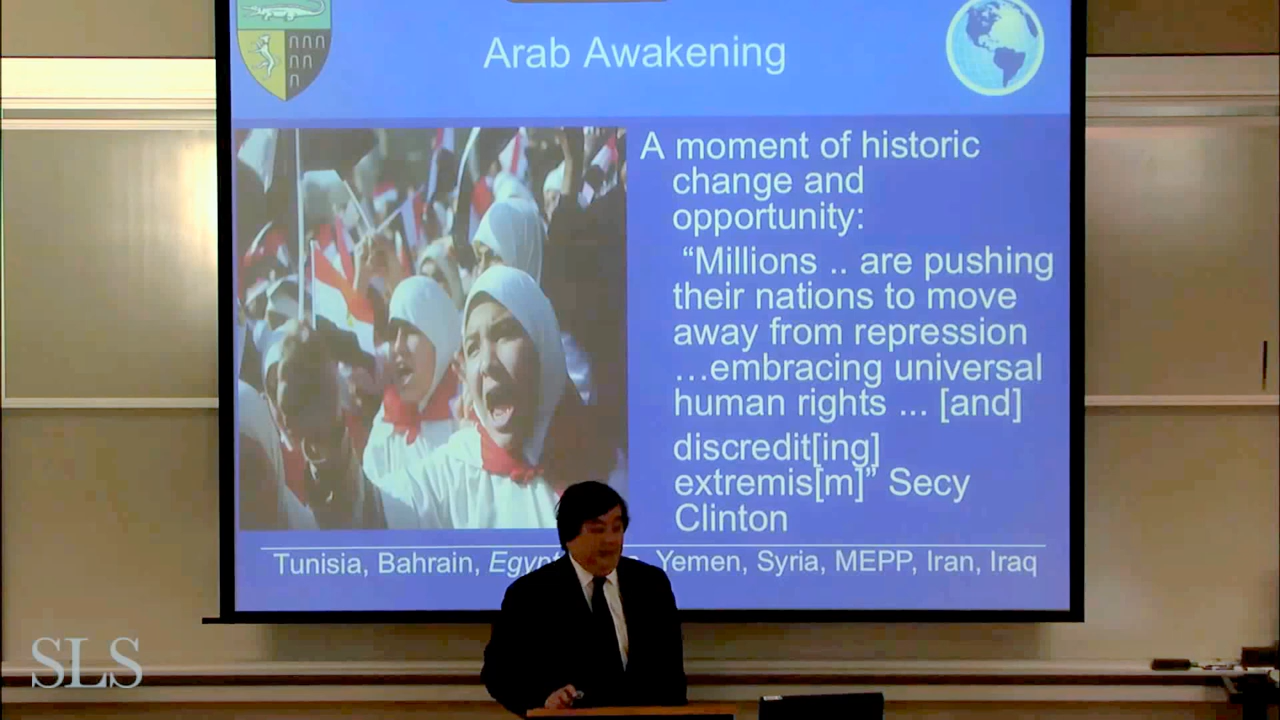 Arab Awakening
A moment of historic
change and
opportunity:
“Millions .. are pushing
their nations to move
away from repression
…embracing universal
human rights ... [and]
discredit[ing]
extremis[m]” Secy
Clinton
Tunisia, Bahrain, Egypt Yemen, Syria, MEPP, Iran, Iraq
SLS